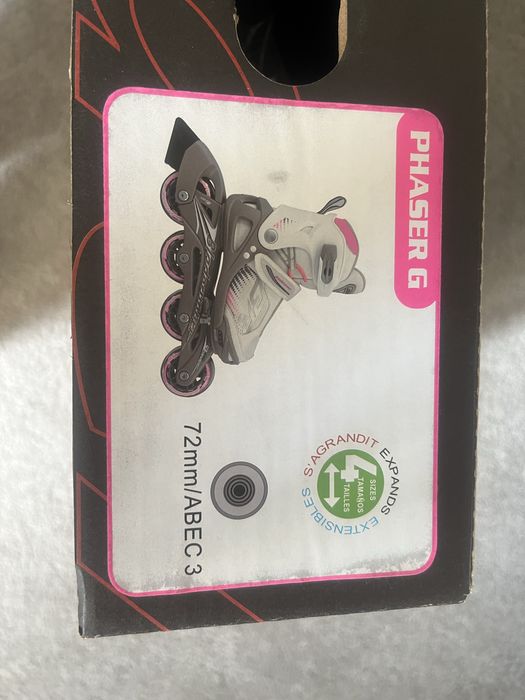 PHASER G
S'AGRANDIT EXPANDS EXTENSIBLES
4
SIZES
TAMAÑOS
TAILLES
72mm/ABEC 3